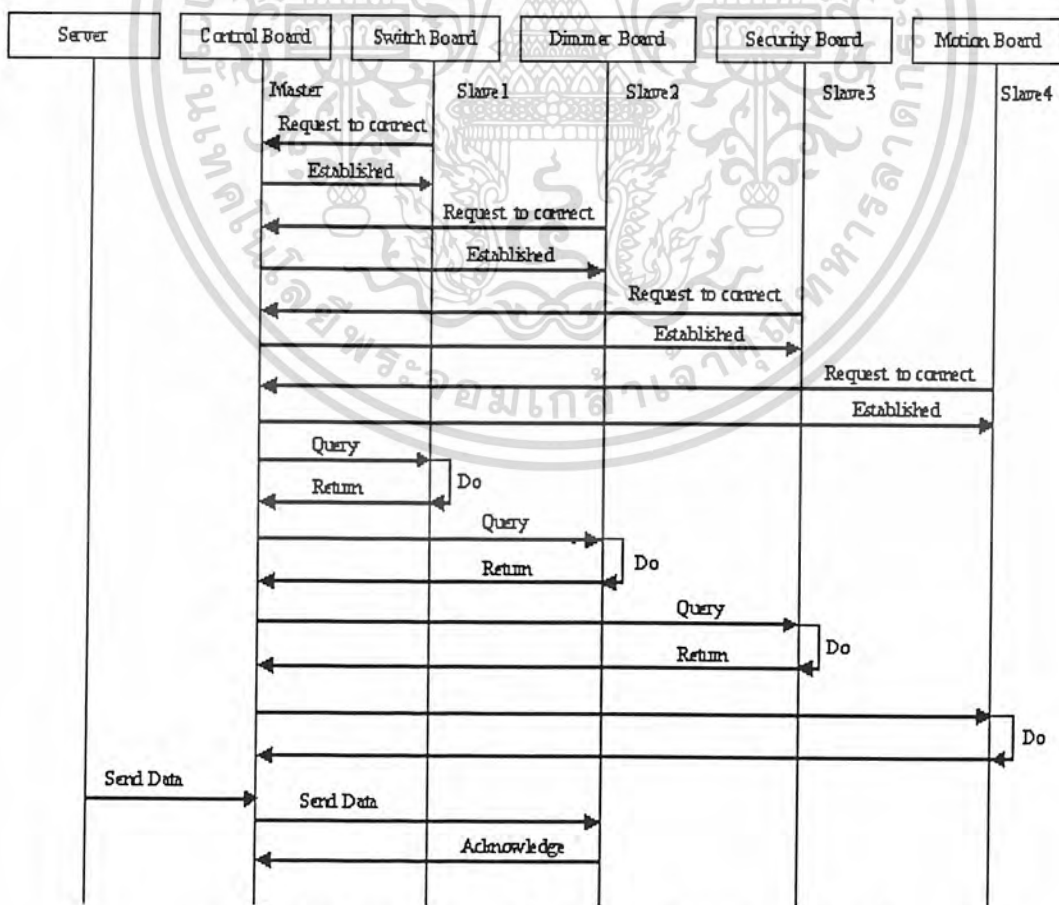 Server
Control Board
Switch Board
Dimmer Board
Security Board
Motion Board
Master
Slave1
Slave2
Slave3
Slave4
Request to connect
Established
Request to connect
Established
Request to connect
Established
Request to connect
Established
Query
Do
Return
Query
Do
Return
Query
Do
Return
Do
Send Data
Send Data
Acknowledge